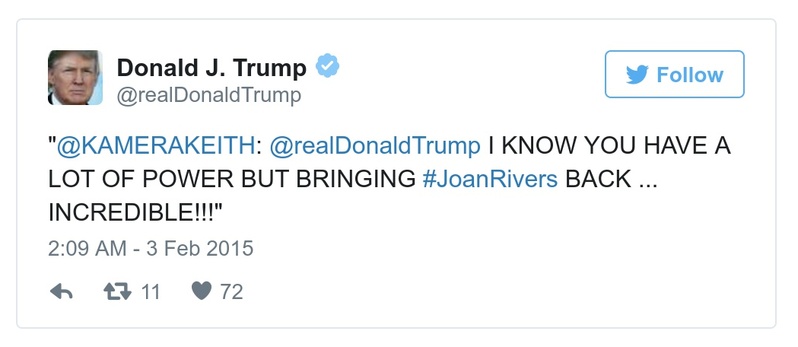 Donald J. Trump
@realDonaldTrump
Follow
"@KAMERAKEITH: @realDonaldTrump I KNOW YOU HAVE A
LOT OF POWER BUT BRINGING #JoanRivers BACK ...
INCREDIBLE!!!"
2:09 AM - 3 Feb 2015
11
72